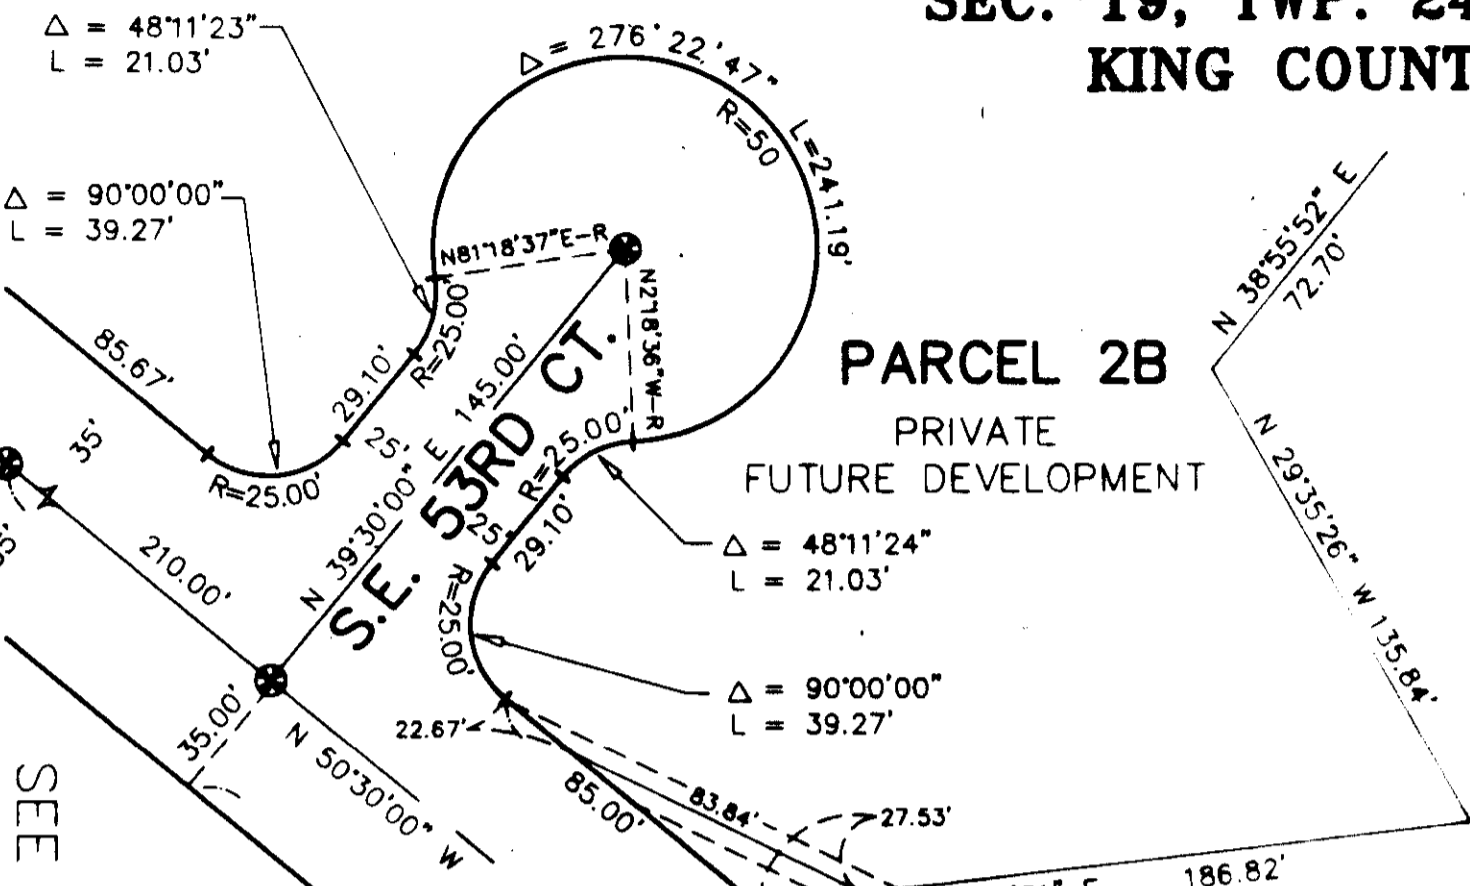 SEC. 19, TWP. 24
KING COUNT
Δ = 48°11'23"
L = 21.03'
Δ = 276°22'47"
R=50
L=241.19'
Δ = 90°00'00"
L = 39.27'
N81°18'37"E-R
N2°18'36"W-R
N 38°55'52" E
72.70'
85.67'
29.10'
R=25.00'
R=25.00'
25'
35'
145.00'
N 39°30'00" E
S.E. 53RD CT.
R=25.00'
25'
29.10'
PARCEL 2B
PRIVATE
FUTURE DEVELOPMENT
N 29°35'26" W 135.84'
Δ = 48°11'24"
L = 21.03'
210.00'
R=25.00'
Δ = 90°00'00"
L = 39.27'
22.67'
35.00'
N 50°30'00" W
85.00'
83.84'
27.53'
186.82'
SEE